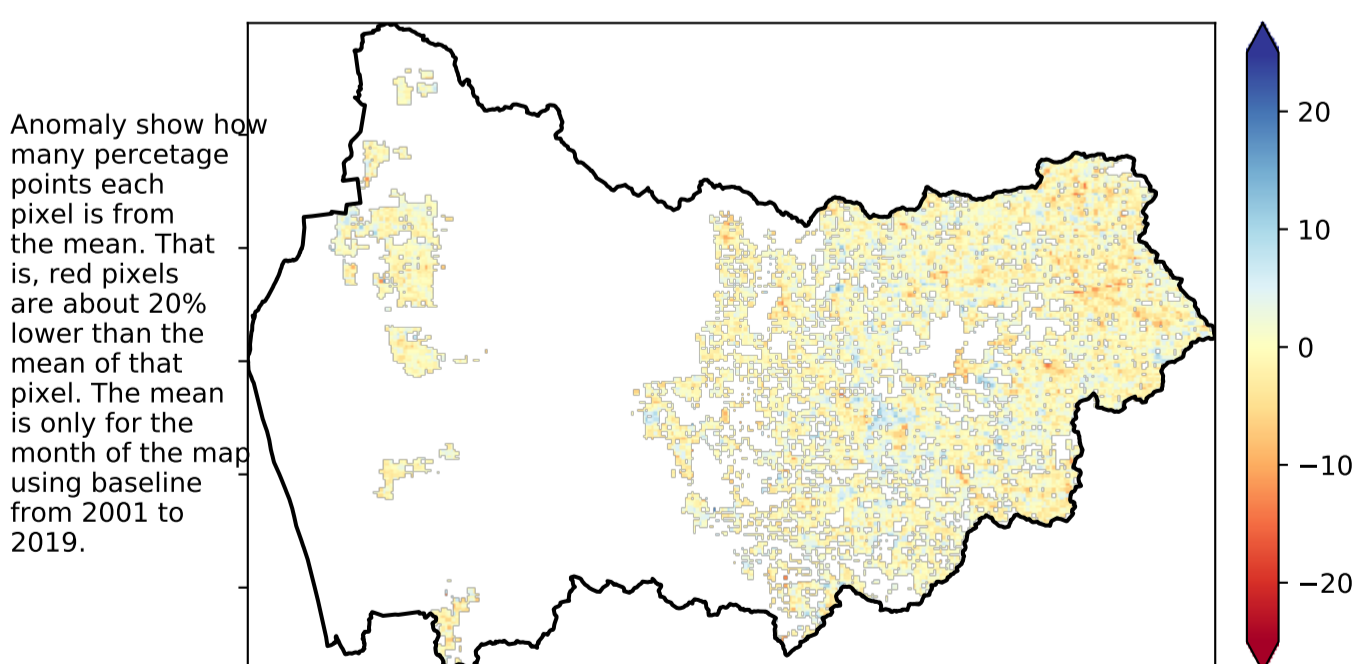 Anomaly show how
many percetage
points each
pixel is from
the mean. That
is, red pixels
are about 20%
lower than the
mean of that
pixel. The mean
is only for the
month of the map
using baseline
from 2001 to
2019.
20
10
0
−10
−20